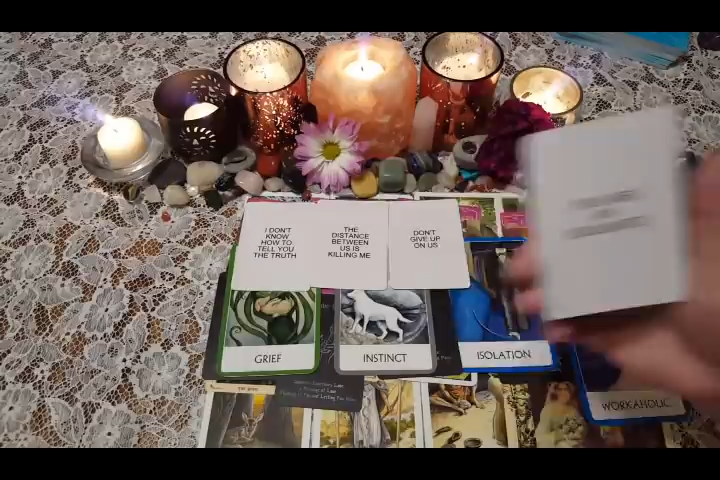 I DON'T
KNOW
HOW TO
TELL YOU
THE TRUTH
THE
DISTANCE
BETWEEN
US IS
KILLING ME
DON'T
GIVE UP
ON US
GRIEF
INSTINCT
ISOLATION
WORKAHOLIC